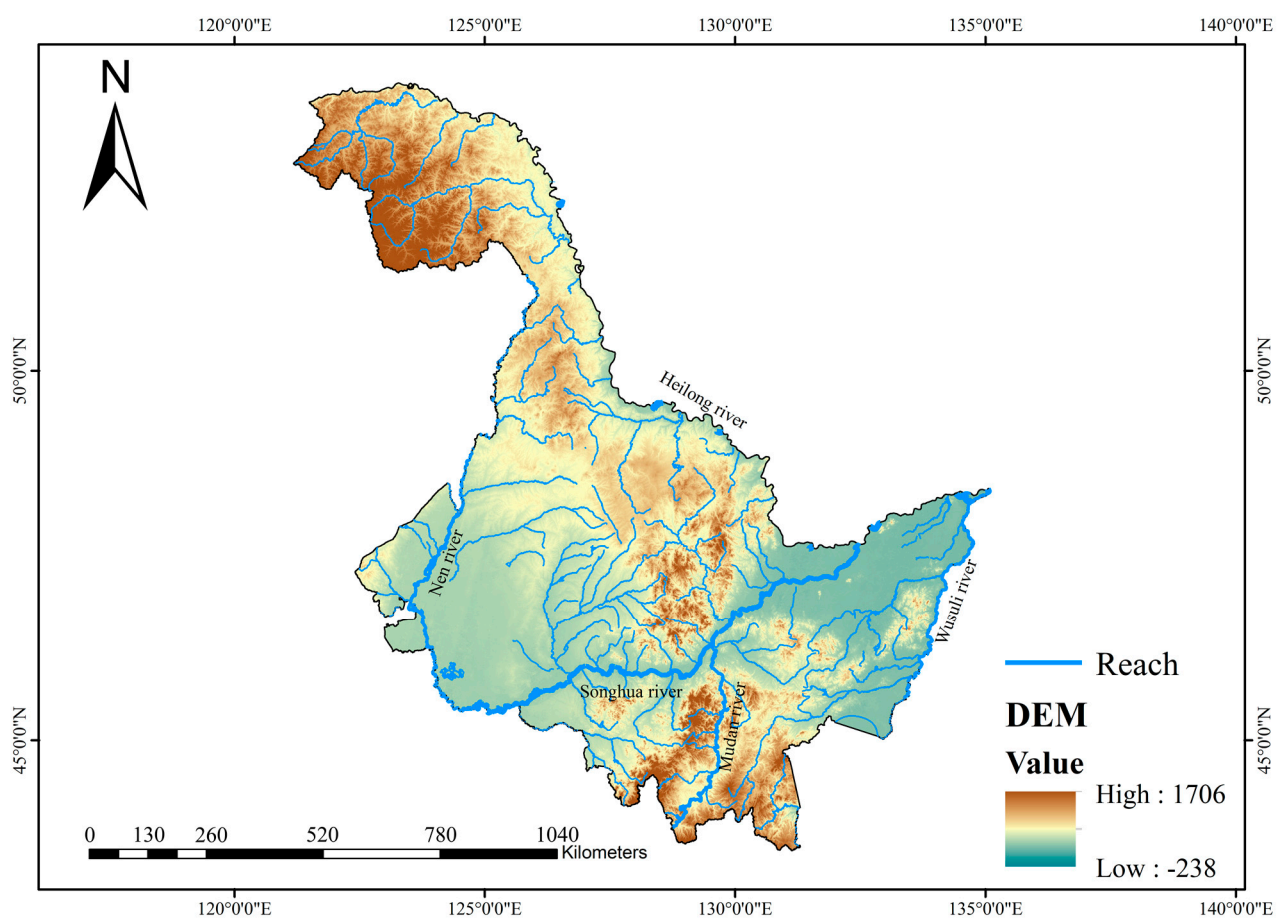 120°0'0"E 125°0'0"E 130°0'0"E 135°0'0"E 140°0'0"E
N
50°0'0"N
50°0'0"N
Heilong river
Nen river
Wusuli river
Songhua river
Mudan river
45°0'0"N
45°0'0"N
Reach
DEM
Value
High : 1706
Low : -238
0 130 260 520 780 1040
Kilometers
120°0'0"E 125°0'0"E 130°0'0"E 135°0'0"E 140°0'0"E